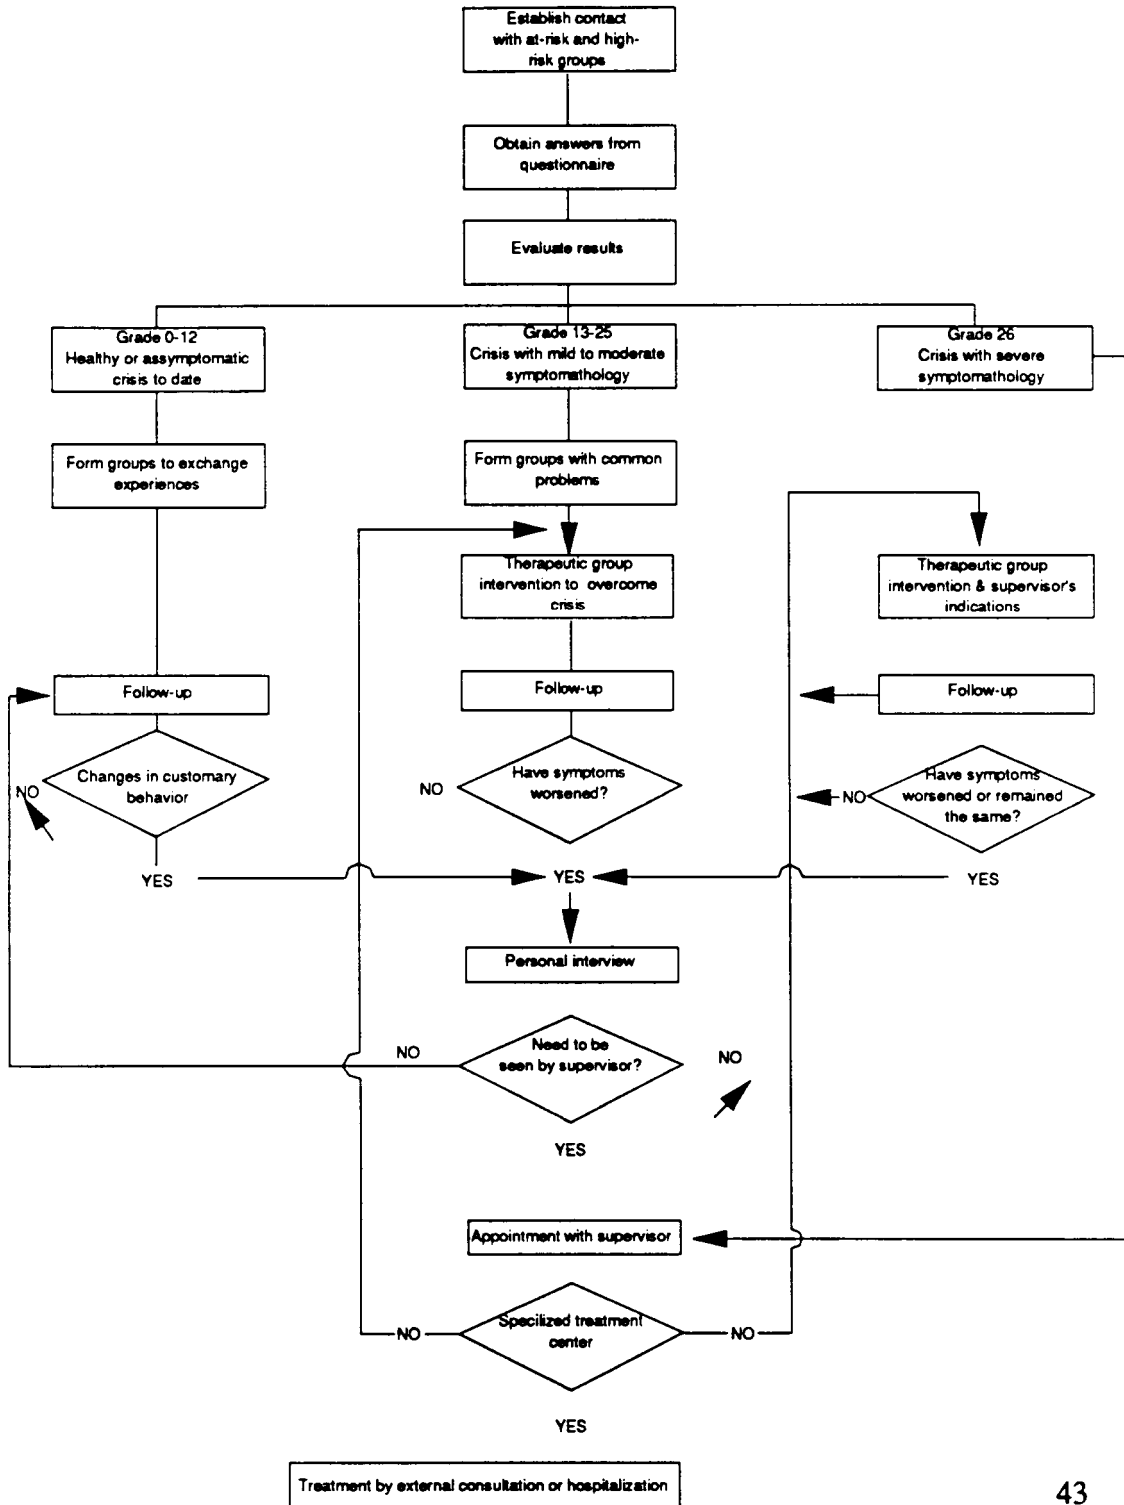 Establish contact
with at-risk and high-
risk groups
Obtain answers from
questionnaire
Evaluate results
Grade 0-12
Healthy or assymptomatic
crisis to date
Grade 13-25
Crisis with mild to moderate
symptomathology
Grade 26
Crisis with severe
symptomathology
Form groups to exchange
experiences
Form groups with common
problems
Therapeutic group
intervention to overcome
crisis
Therapeutic group
intervention & supervisor's
indications
Follow-up
Follow-up
Follow-up
Changes in customary
behavior
NO
Have symptoms
worsened?
NO
Have symptoms
worsened or remained
the same?
NO
YES
YES
YES
Personal interview
Need to be
seen by supervisor?
NO
NO
YES
Appointment with supervisor
Specilized treatment
center
NO
NO
YES
Treatment by external consultation or hospitalization
43